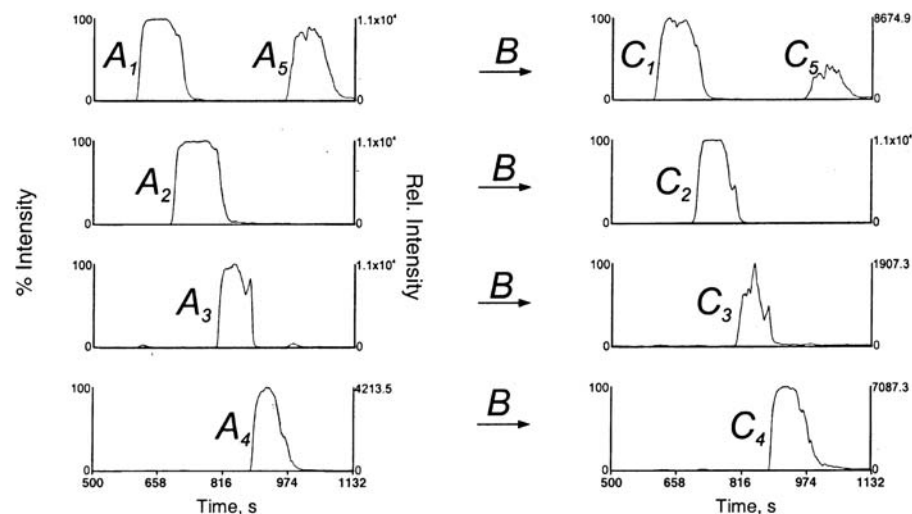 100 1.1x10⁴ 100 8674.9
A₁ A₅ B C₁ C₅
0 0 0 0
100 1.1x10⁴ 100 1.1x10⁴
A₂ B C₂
0 0 0 0
% Intensity
Rel. Intensity
100 1.1x10⁴ 100 1907.3
A₃ B C₃
0 0 0 0
100 4213.5 100 7087.3
A₄ B C₄
0 0 0 0
500 658 816 974 1132 500 658 816 974 1132
Time, s Time, s